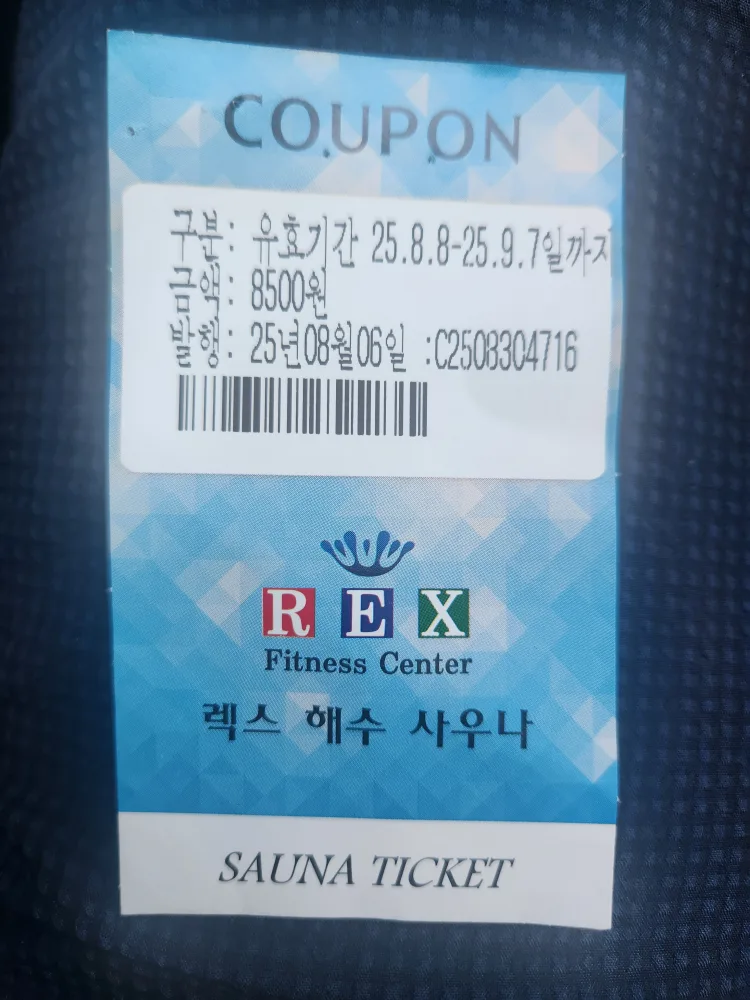 COUPON
구분: 유효기간 25.8.8-25.9.7일까지
금액: 8500원
발행: 25년08월06일 :C2508304716
REX
Fitness Center
렉스 해수 사우나
SAUNA TICKET